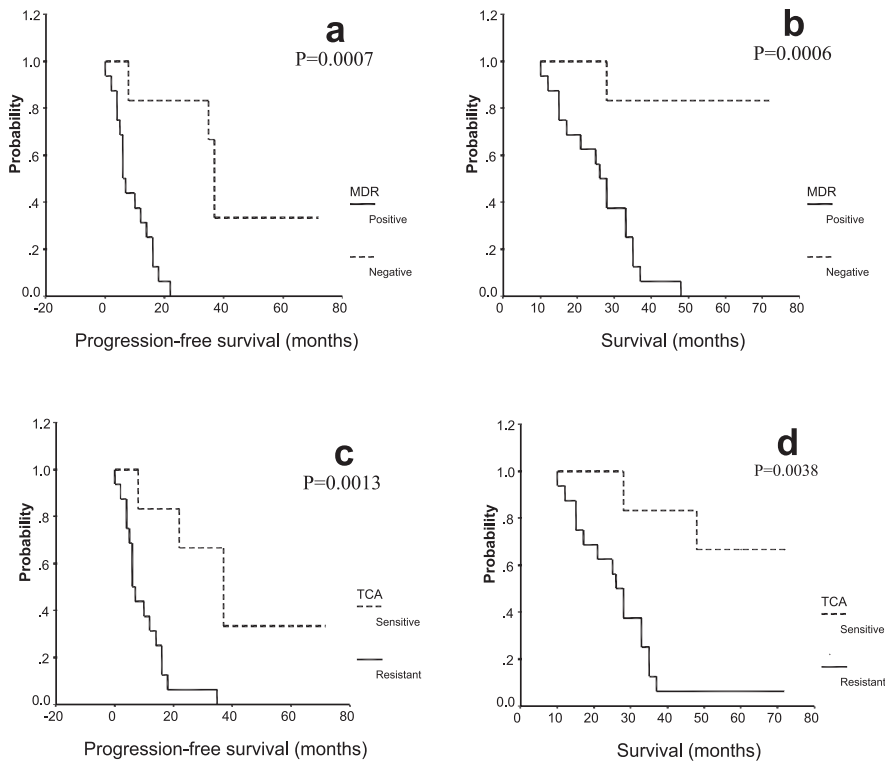 a
P=0.0007
1.2
1.0
.8
.6
.4
.2
0.0
Probability
-20
0
20
40
60
80
Progression-free survival (months)
MDR
Positive
Negative
b
P=0.0006
1.2
1.0
.8
.6
.4
.2
0.0
Probability
0
10
20
30
40
50
60
70
80
Survival (months)
MDR
Positive
Negative
c
P=0.0013
1.2
1.0
.8
.6
.4
.2
0.0
Probability
-20
0
20
40
60
80
Progression-free survival (months)
TCA
Sensitive
Resistant
d
P=0.0038
1.2
1.0
.8
.6
.4
.2
0.0
Probability
0
10
20
30
40
50
60
70
80
Survival (months)
TCA
Sensitive
Resistant